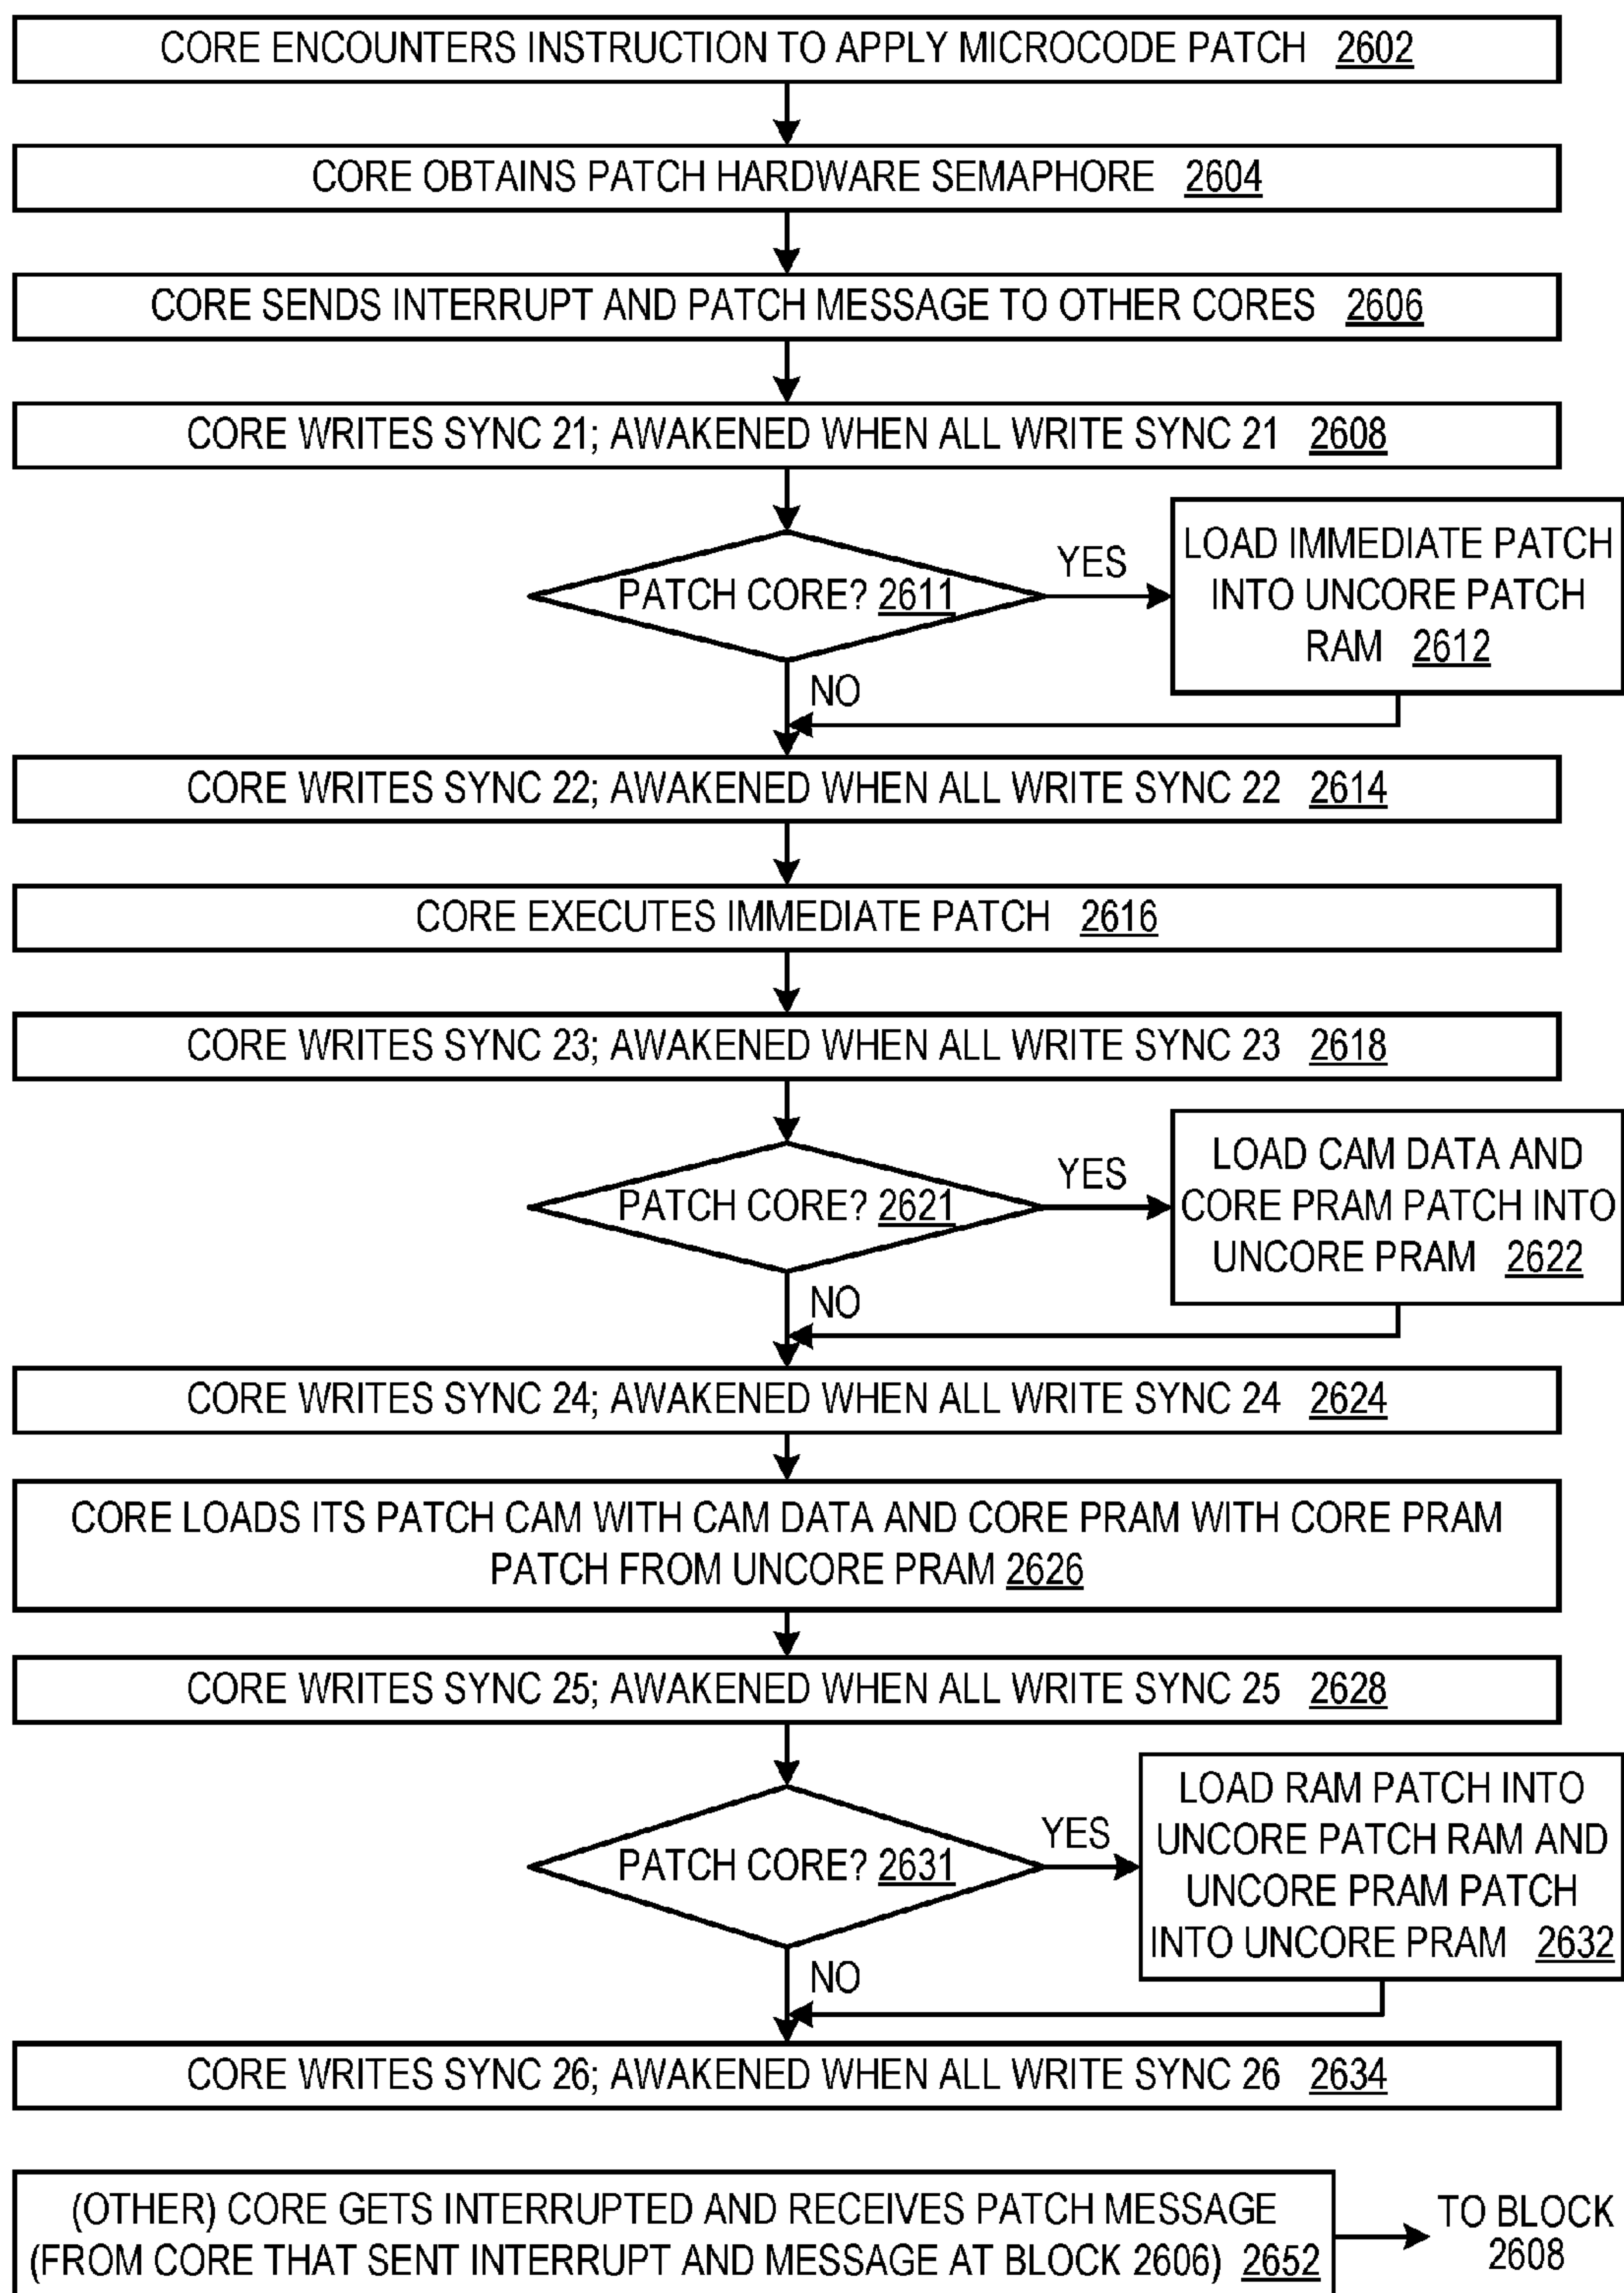 CORE ENCOUNTERS INSTRUCTION TO APPLY MICROCODE PATCH 2602
CORE OBTAINS PATCH HARDWARE SEMAPHORE 2604
CORE SENDS INTERRUPT AND PATCH MESSAGE TO OTHER CORES 2606
CORE WRITES SYNC 21; AWAKENED WHEN ALL WRITE SYNC 21 2608
PATCH CORE? 2611
YES
LOAD IMMEDIATE PATCH
INTO UNCORE PATCH
RAM 2612
NO
CORE WRITES SYNC 22; AWAKENED WHEN ALL WRITE SYNC 22 2614
CORE EXECUTES IMMEDIATE PATCH 2616
CORE WRITES SYNC 23; AWAKENED WHEN ALL WRITE SYNC 23 2618
PATCH CORE? 2621
YES
LOAD CAM DATA AND
CORE PRAM PATCH INTO
UNCORE PRAM 2622
NO
CORE WRITES SYNC 24; AWAKENED WHEN ALL WRITE SYNC 24 2624
CORE LOADS ITS PATCH CAM WITH CAM DATA AND CORE PRAM WITH CORE PRAM
PATCH FROM UNCORE PRAM 2626
CORE WRITES SYNC 25; AWAKENED WHEN ALL WRITE SYNC 25 2628
PATCH CORE? 2631
YES
LOAD RAM PATCH INTO
UNCORE PATCH RAM AND
UNCORE PRAM PATCH
INTO UNCORE PRAM 2632
NO
CORE WRITES SYNC 26; AWAKENED WHEN ALL WRITE SYNC 26 2634
(OTHER) CORE GETS INTERRUPTED AND RECEIVES PATCH MESSAGE
(FROM CORE THAT SENT INTERRUPT AND MESSAGE AT BLOCK 2606) 2652
TO BLOCK
2608